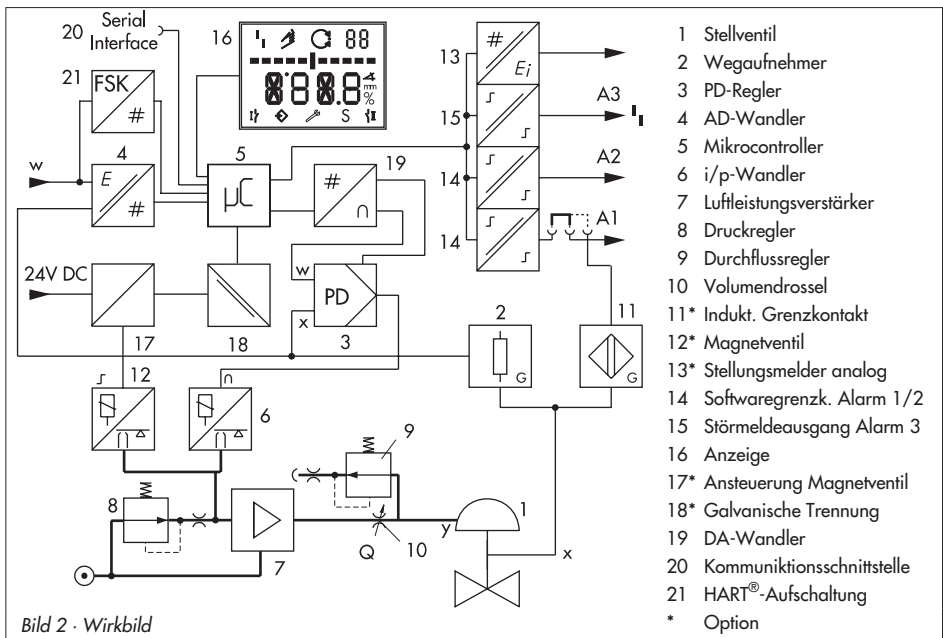 20 Serial
Interface
16
88
88.8
mm
%
S
21
FSK
#
w
4
E
#
5
µC
19
#
∩
13
#
Ei
15
A3
14
A2
14
A1
24V DC
17
18
w
PD
x
3
2
G
11
G
12
∩
6
∩
∩
8
7
9
Q
10
y
1
x
1 Stellventil
2 Wegaufnehmer
3 PD-Regler
4 AD-Wandler
5 Mikrocontroller
6 i/p-Wandler
7 Luftleistungsverstärker
8 Druckregler
9 Durchflussregler
10 Volumendrossel
11* Indukt. Grenzkontakt
12* Magnetventil
13* Stellungsmelder analog
14 Softwaregrenzk. Alarm 1/2
15 Störmeldeausgang Alarm 3
16 Anzeige
17* Ansteuerung Magnetventil
18* Galvanische Trennung
19 DA-Wandler
20 Kommuniktionsschnittstelle
21 HART®-Aufschaltung
* Option
Bild 2 · Wirkbild